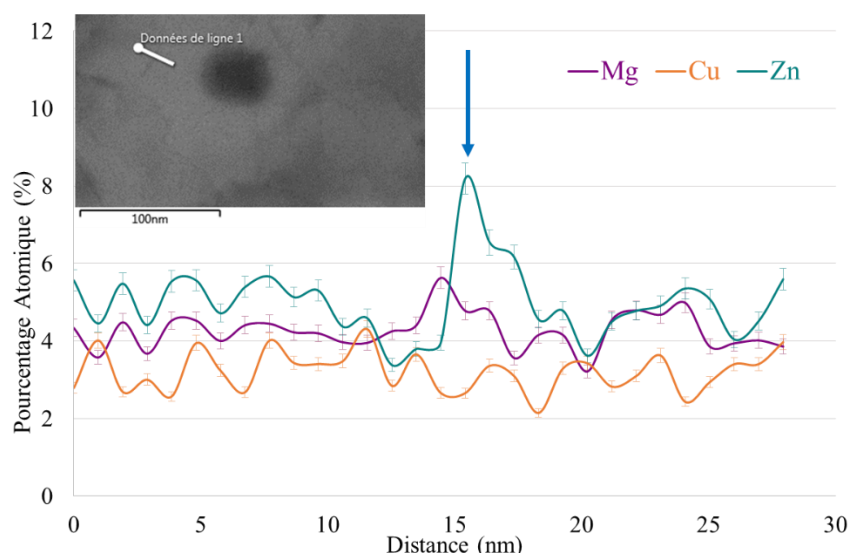 Données de ligne 1
100nm
Mg Cu Zn
Pourcentage Atomique (%)
12
10
8
6
4
2
0
0 5 10 15 20 25 30
Distance (nm)